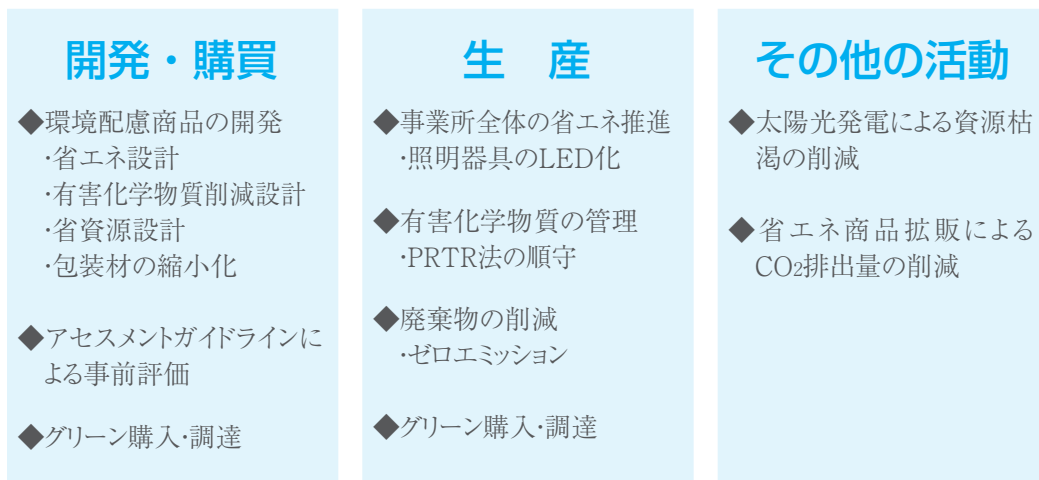 開発・購買
◆環境配慮商品の開発
・省エネ設計
・有害化学物質削減設計
・省資源設計
・包装材の縮小化
◆アセスメントガイドラインに
よる事前評価
◆グリーン購入・調達
生　産
◆事業所全体の省エネ推進
・照明器具のLED化
◆有害化学物質の管理
・PRTR法の順守
◆廃棄物の削減
・ゼロエミッション
◆グリーン購入・調達
その他の活動
◆太陽光発電による資源枯
渇の削減
◆省エネ商品拡販による
CO2排出量の削減